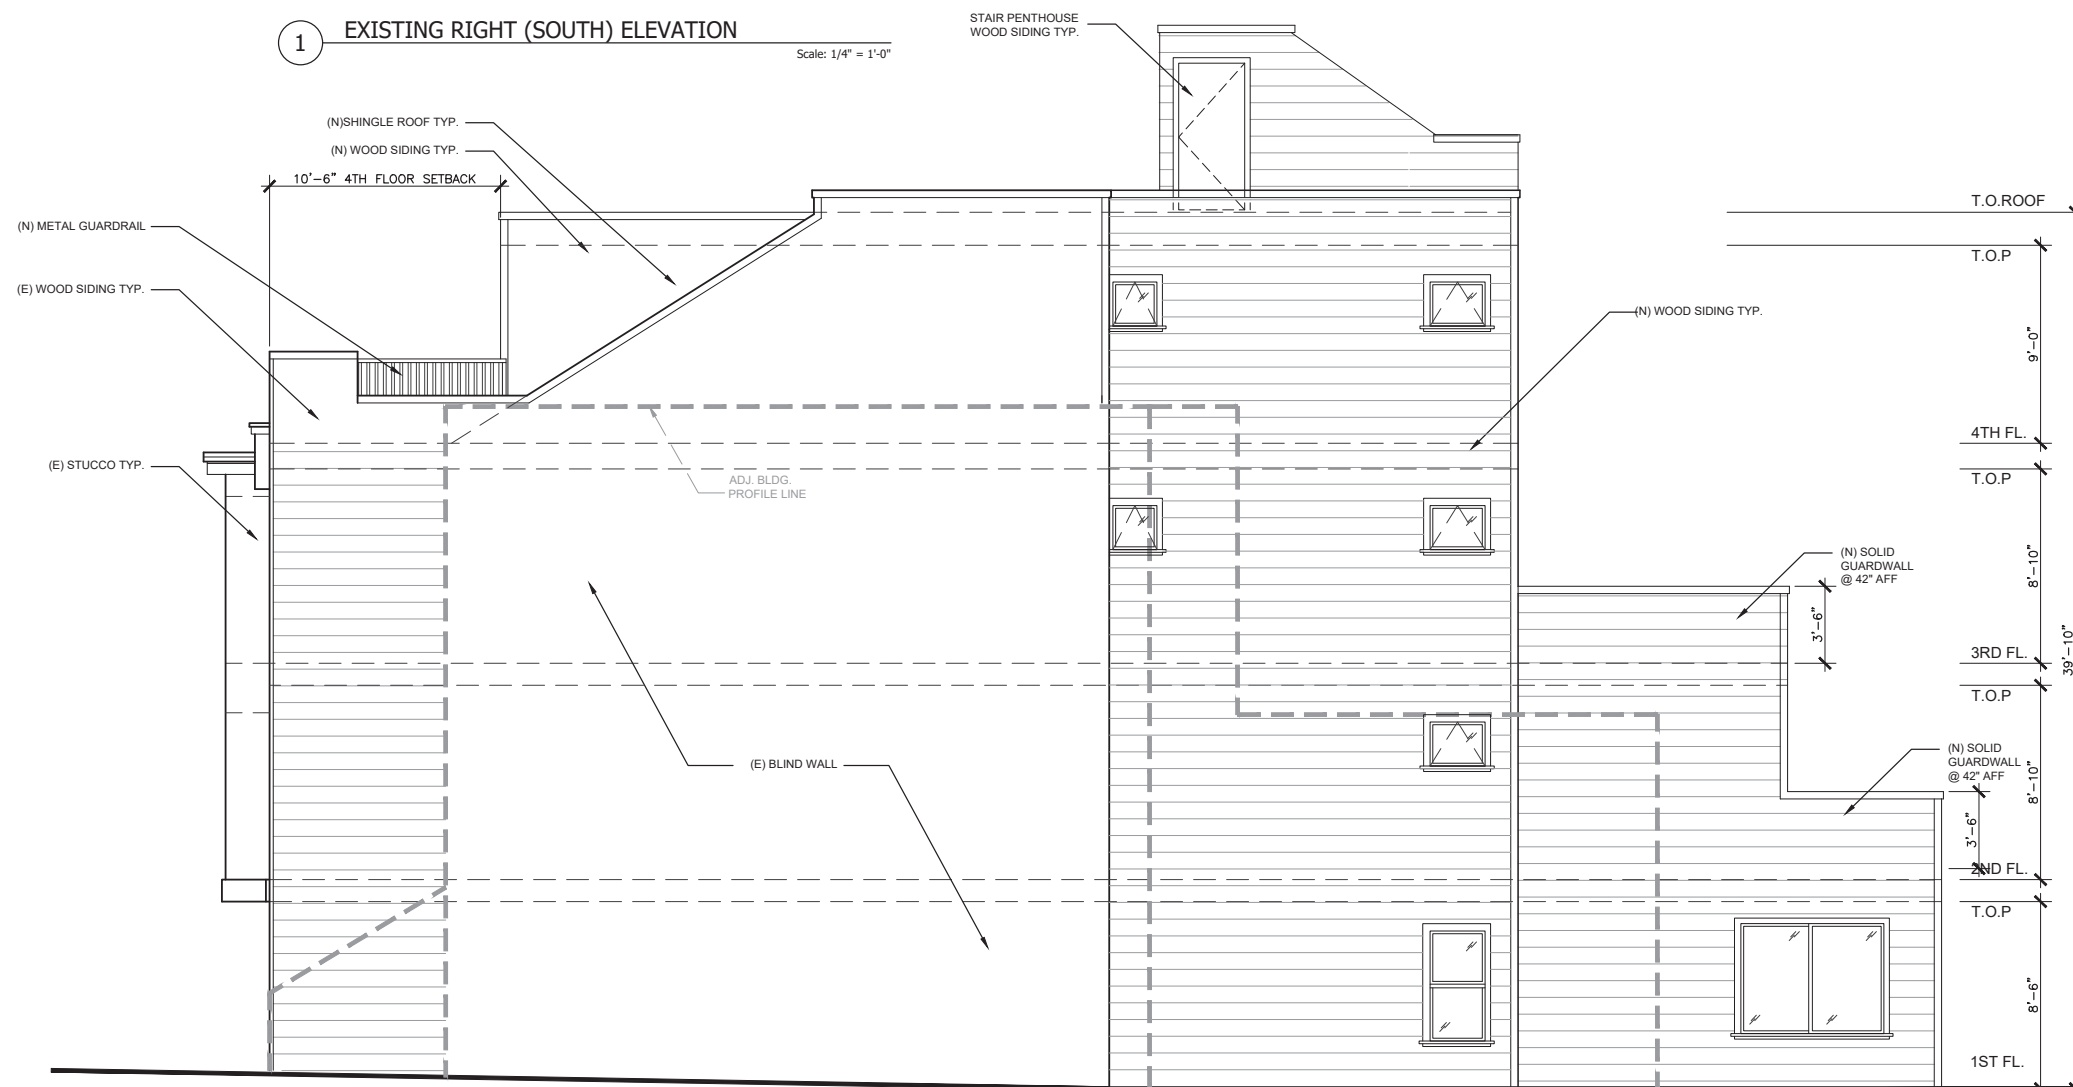 1
EXISTING RIGHT (SOUTH) ELEVATION
Scale: 1/4" = 1'-0"
STAIR PENTHOUSE
WOOD SIDING TYP.
(N)SHINGLE ROOF TYP.
(N) WOOD SIDING TYP.
10'-6" 4TH FLOOR SETBACK
(N) METAL GUARDRAIL
(E) WOOD SIDING TYP.
(E) STUCCO TYP.
ADJ. BLDG.
PROFILE LINE
(E) BLIND WALL
(N) WOOD SIDING TYP.
(N) SOLID
GUARDWALL
@ 42" AFF
3'-6"
(N) SOLID
GUARDWALL
@ 42" AFF
3'-6"
T.O.ROOF
T.O.P
9'-0"
4TH FL.
T.O.P
8'-10"
3RD FL.
T.O.P
8'-10"
2ND FL.
T.O.P
8'-6"
1ST FL.
39'-10"